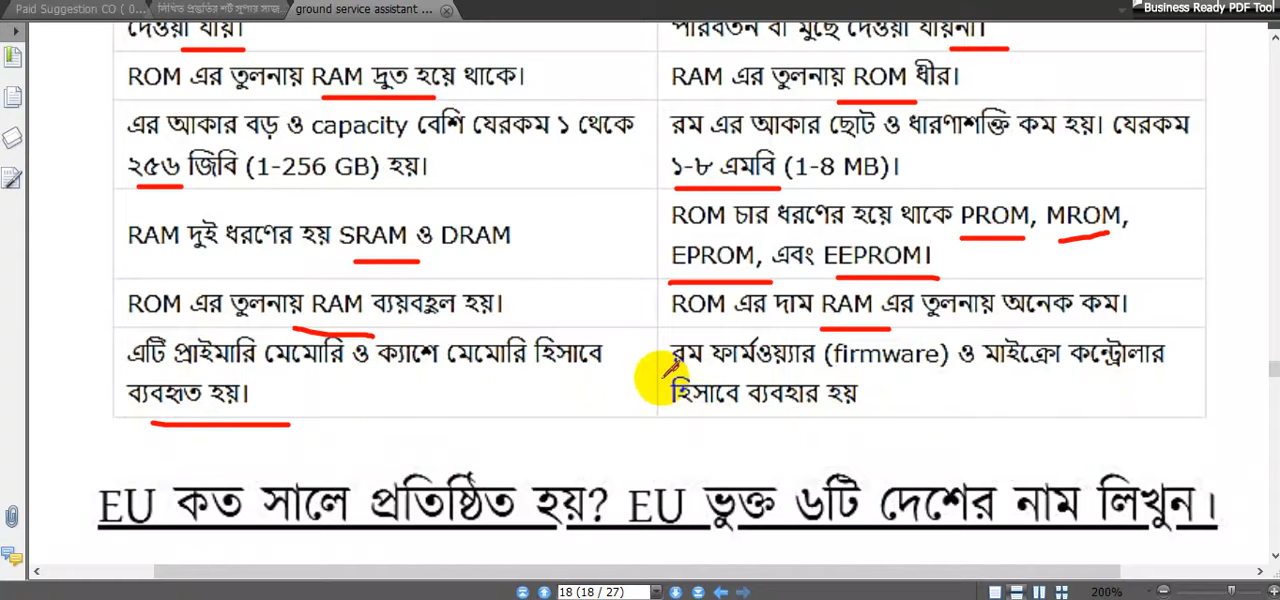 Paid Suggestion CO ( 0...
লিখিত প্রস্তুতির শর্ট সুপার সাজে...
ground service assistant ...
Business Ready PDF Tool
দেওয়া যায়।
পরিবর্তন বা মুছে দেওয়া যায়না।
ROM এর তুলনায় RAM দ্রুত হয়ে থাকে।
RAM এর তুলনায় ROM ধীর।
এর আকার বড় ও capacity বেশি যেরকম ১ থেকে
২৫৬ জিবি (1-256 GB) হয়।
রম এর আকার ছোট ও ধারণাশক্তি কম হয়। যেরকম
১-৮ এমবি (1-8 MB)।
RAM দুই ধরণের হয় SRAM ও DRAM
ROM চার ধরণের হয়ে থাকে PROM, MROM,
EPROM, এবং EEPROM।
ROM এর তুলনায় RAM ব্যয়বহুল হয়।
ROM এর দাম RAM এর তুলনায় অনেক কম।
এটি প্রাইমারি মেমোরি ও ক্যাশে মেমোরি হিসাবে
ব্যবহৃত হয়।
রম ফার্মওয়্যার (firmware) ও মাইক্রো কন্ট্রোলার
হিসাবে ব্যবহার হয়
EU কত সালে প্রতিষ্ঠিত হয়? EU ভুক্ত ৬টি দেশের নাম লিখুন।
18 (18 / 27)
200%